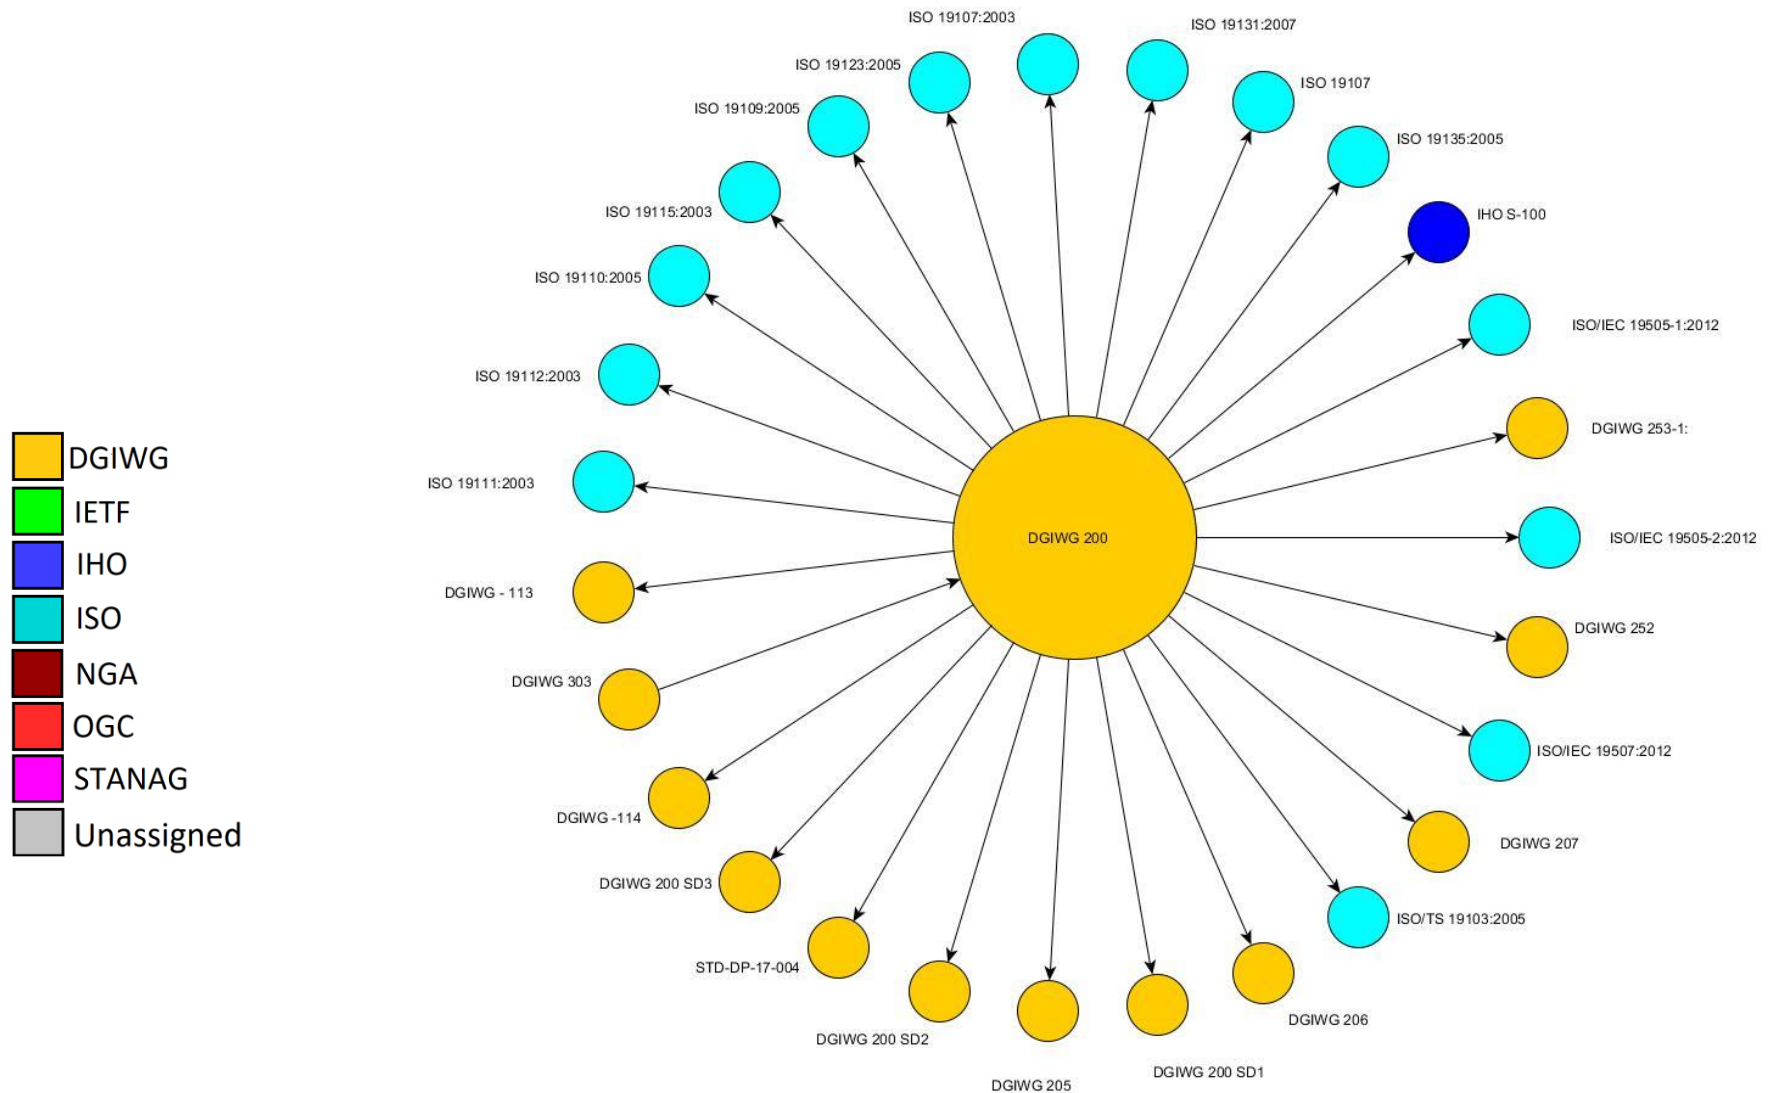 ISO 19107:2003
ISO 19131:2007
ISO 19123:2005
ISO 19107
ISO 19109:2005
ISO 19135:2005
ISO 19115:2003
IHO S-100
ISO 19110:2005
ISO/IEC 19505-1:2012
ISO 19112:2003
DGIWG 253-1:
ISO 19111:2003
DGIWG 200
ISO/IEC 19505-2:2012
DGIWG - 113
DGIWG 252
DGIWG 303
ISO/IEC 19507:2012
DGIWG -114
DGIWG 207
DGIWG 200 SD3
ISO/TS 19103:2005
STD-DP-17-004
DGIWG 206
DGIWG 200 SD2
DGIWG 200 SD1
DGIWG 205
DGIWG
IETF
IHO
ISO
NGA
OGC
STANAG
Unassigned